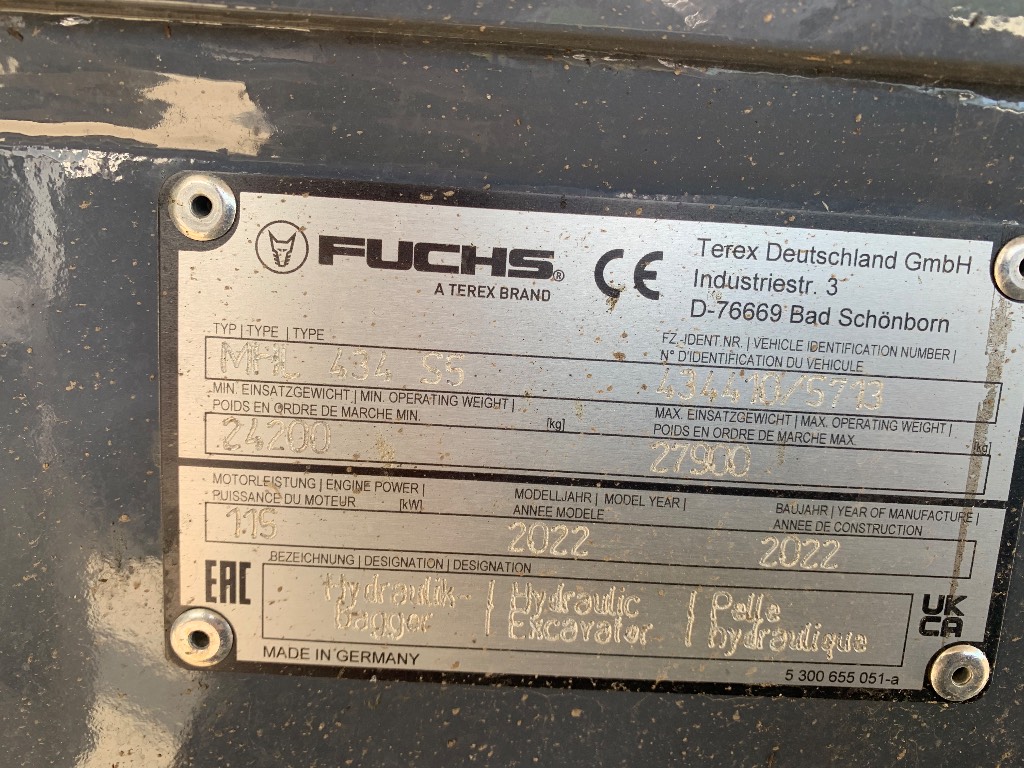 FUCHS®
A TEREX BRAND
CE
Terex Deutschland GmbH
Industriestr. 3
D-76669 Bad Schönborn
TYP | TYPE | TYPE
MHL 434 S5
FZ.-IDENT.NR. | VEHICLE IDENTIFICATION NUMBER |
N° D'IDENTIFICATION DU VEHICULE
434410/5713
MIN. EINSATZGEWICHT | MIN. OPERATING WEIGHT |
POIDS EN ORDRE DE MARCHE MIN. [kg]
24200
MAX. EINSATZGEWICHT | MAX. OPERATING WEIGHT |
POIDS EN ORDRE DE MARCHE MAX. [kg]
27900
MOTORLEISTUNG | ENGINE POWER |
PUISSANCE DU MOTEUR [kW]
115
MODELLJAHR | MODEL YEAR |
ANNEE MODELE
2022
BAUJAHR | YEAR OF MANUFACTURE |
ANNEE DE CONSTRUCTION
2022
BEZEICHNUNG | DESIGNATION | DESIGNATION
EAC
Hydraulik- / Hydraulic / Pelle
bagger / Excavator / hydraulique
UK
CA
MADE IN GERMANY
5 300 655 051-a